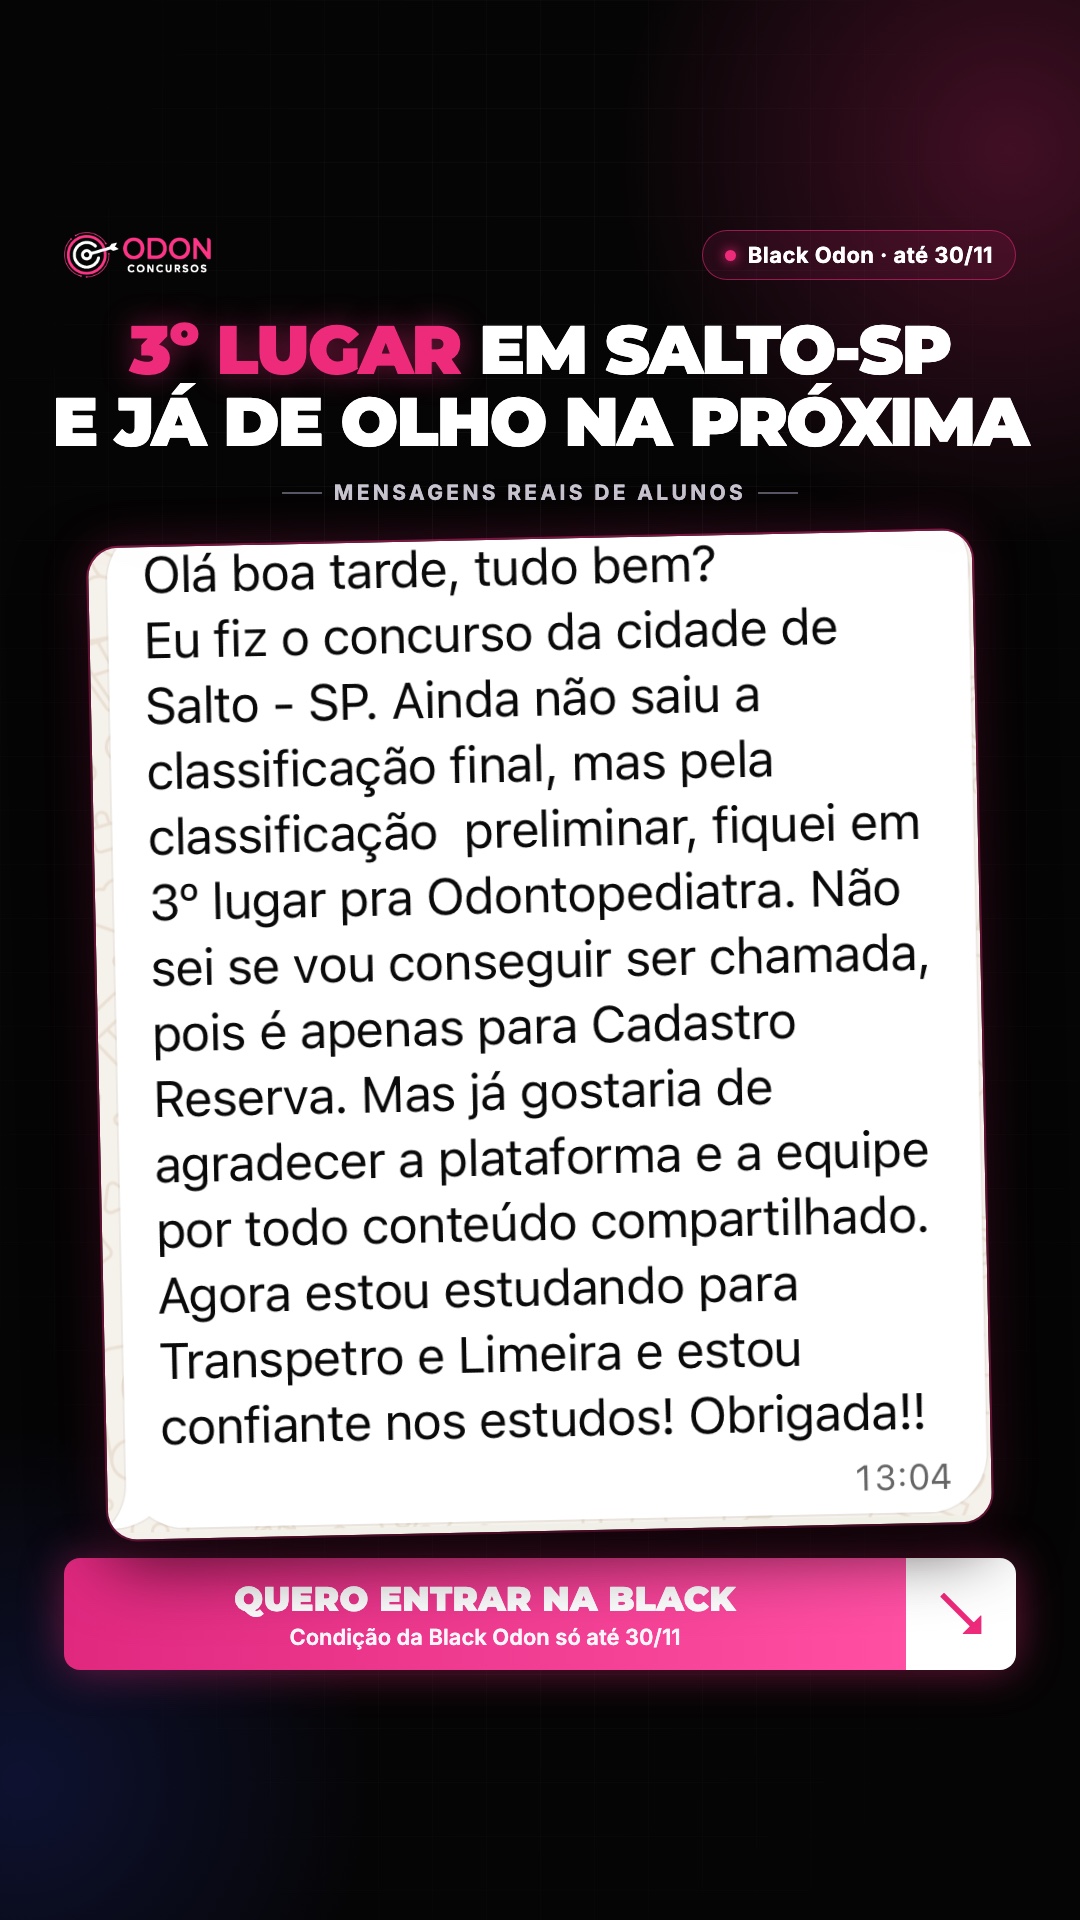 ODON
CONCURSOS
Black Odon · até 30/11
3º LUGAR EM SALTO-SP
E JÁ DE OLHO NA PRÓXIMA
MENSAGENS REAIS DE ALUNOS
Olá boa tarde, tudo bem?
Eu fiz o concurso da cidade de
Salto - SP. Ainda não saiu a
classificação final, mas pela
classificação  preliminar, fiquei em
3º lugar pra Odontopediatra. Não
sei se vou conseguir ser chamada,
pois é apenas para Cadastro
Reserva. Mas já gostaria de
agradecer a plataforma e a equipe
por todo conteúdo compartilhado.
Agora estou estudando para
Transpetro e Limeira e estou
confiante nos estudos! Obrigada!!
13:04
QUERO ENTRAR NA BLACK
Condição da Black Odon só até 30/11